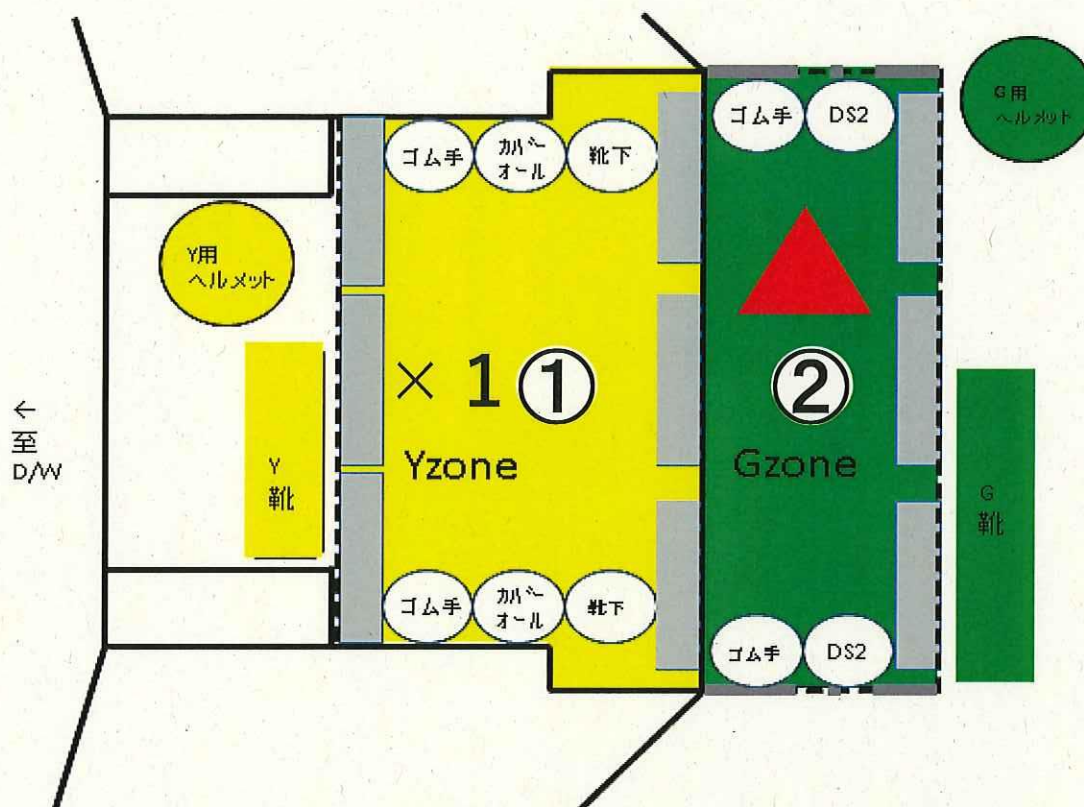 ゴム手
カバー
オール
靴下
ゴム手
DS2
G用
ヘルメット
Y用
ヘルメット
×1
①
②
←
至
D/W
Yzone
Gzone
Y
靴
G
靴
ゴム手
カバー
オール
靴下
ゴム手
DS2